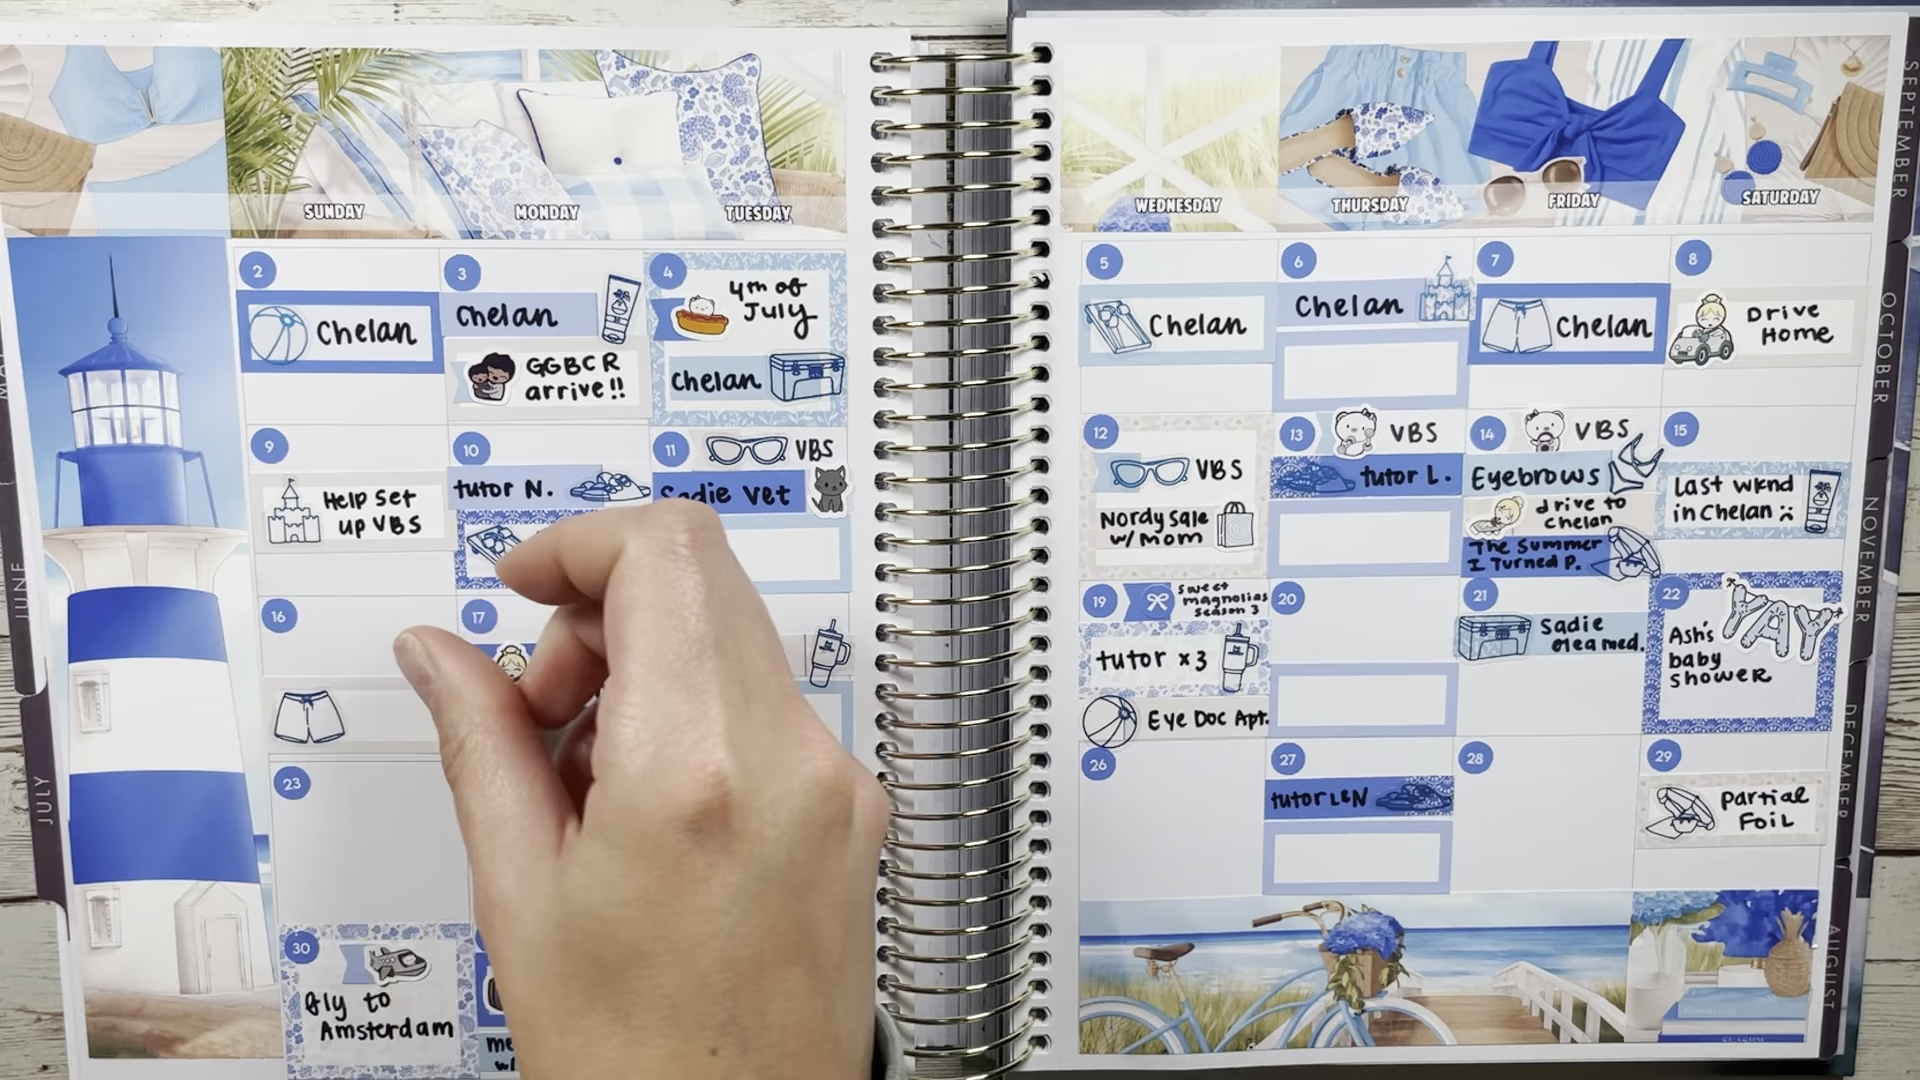 SUNDAY
MONDAY
TUESDAY
WEDNESDAY
THURSDAY
FRIDAY
SATURDAY
2
Chelan
3
Chelan
GGBCR
arrive!!
4
4th of
July
Chelan
5
Chelan
6
Chelan
7
Chelan
8
Drive
Home
9
Help set
up VBS
10
tutor N.
11
VBS
Sadie Vet
12
VBS
Nordy Sale
w/ Mom
13
VBS
tutor L.
14
VBS
Eyebrows
drive to
Chelan
The Summer
I Turned P.
15
Last wknd
in Chelan :(
16
17
19
Sweet
magnolias
season 3
tutor x3
Eye Doc Apt.
20
21
Sadie
flea med.
22
YAY
Ash's
baby
shower
23
26
27
tutor L&N
28
29
Partial
Foil
30
fly to
Amsterdam
me
w/
JUNE
JULY
SEPTEMBER
OCTOBER
NOVEMBER
DECEMBER
AUGUST